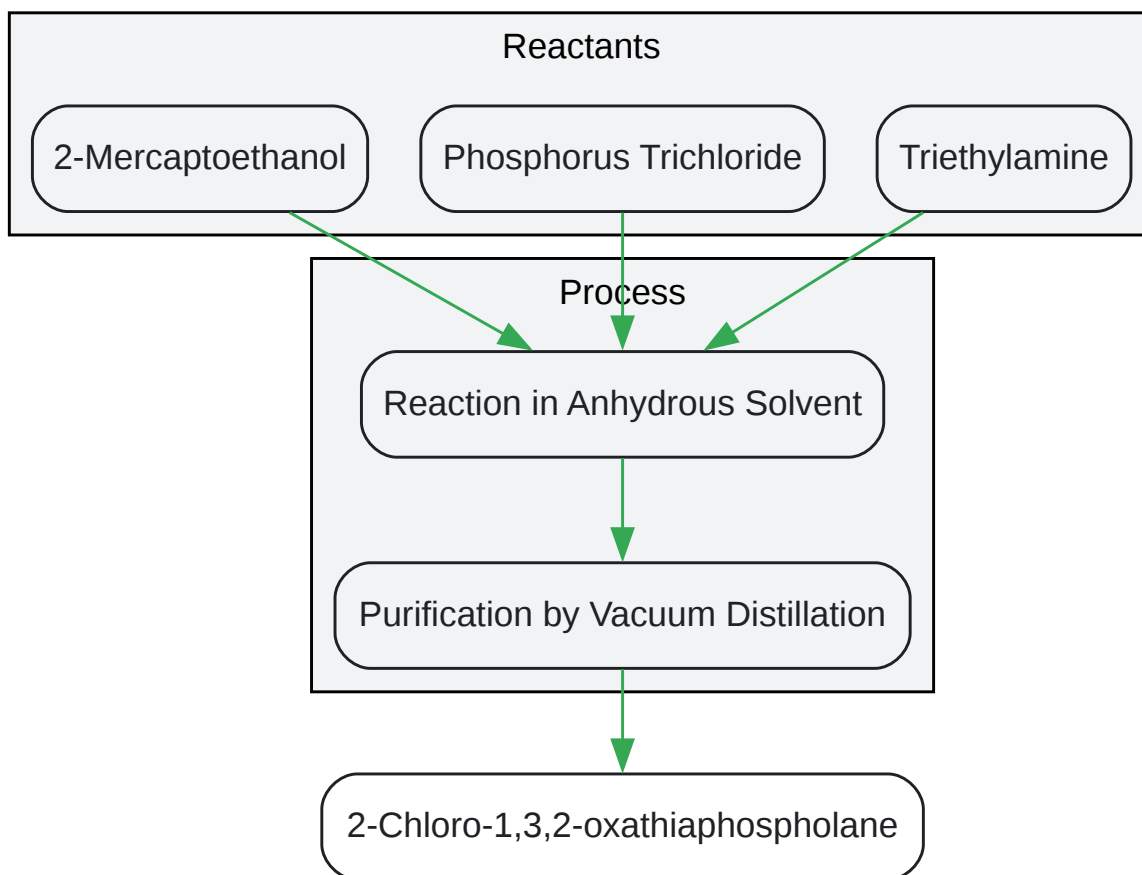 Reactants
2-Mercaptoethanol
Phosphorus Trichloride
Triethylamine
Process
Reaction in Anhydrous Solvent
Purification by Vacuum Distillation
2-Chloro-1,3,2-oxathiaphospholane